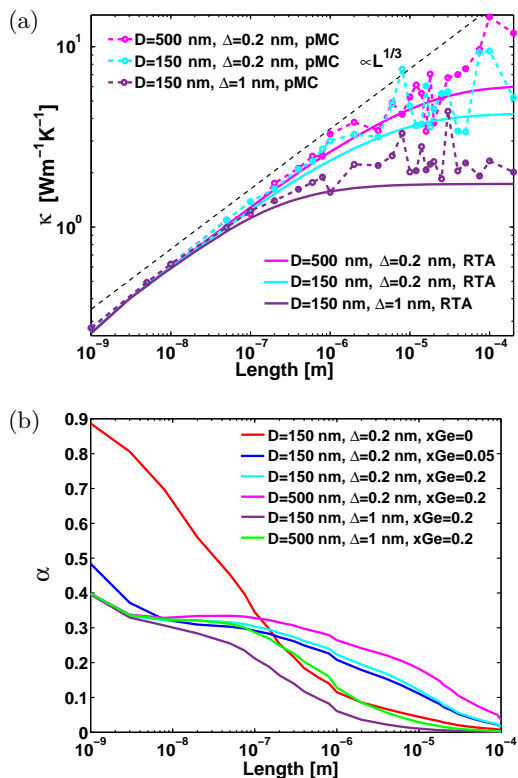 (a)
10¹
10⁰
κ [Wm⁻¹K⁻¹]
D=500 nm, Δ=0.2 nm, pMC
D=150 nm, Δ=0.2 nm, pMC
D=150 nm, Δ=1 nm, pMC
∝L^{1/3}
D=500 nm, Δ=0.2 nm, RTA
D=150 nm, Δ=0.2 nm, RTA
D=150 nm, Δ=1 nm, RTA
10⁻⁹ 10⁻⁸ 10⁻⁷ 10⁻⁶ 10⁻⁵ 10⁻⁴
Length [m]
(b)
0.9
0.8
0.7
0.6
0.5
0.4
0.3
0.2
0.1
0
α
D=150 nm, Δ=0.2 nm, xGe=0
D=150 nm, Δ=0.2 nm, xGe=0.05
D=150 nm, Δ=0.2 nm, xGe=0.2
D=500 nm, Δ=0.2 nm, xGe=0.2
D=150 nm, Δ=1 nm, xGe=0.2
D=500 nm, Δ=1 nm, xGe=0.2
10⁻⁹ 10⁻⁸ 10⁻⁷ 10⁻⁶ 10⁻⁵ 10⁻⁴
Length [m]